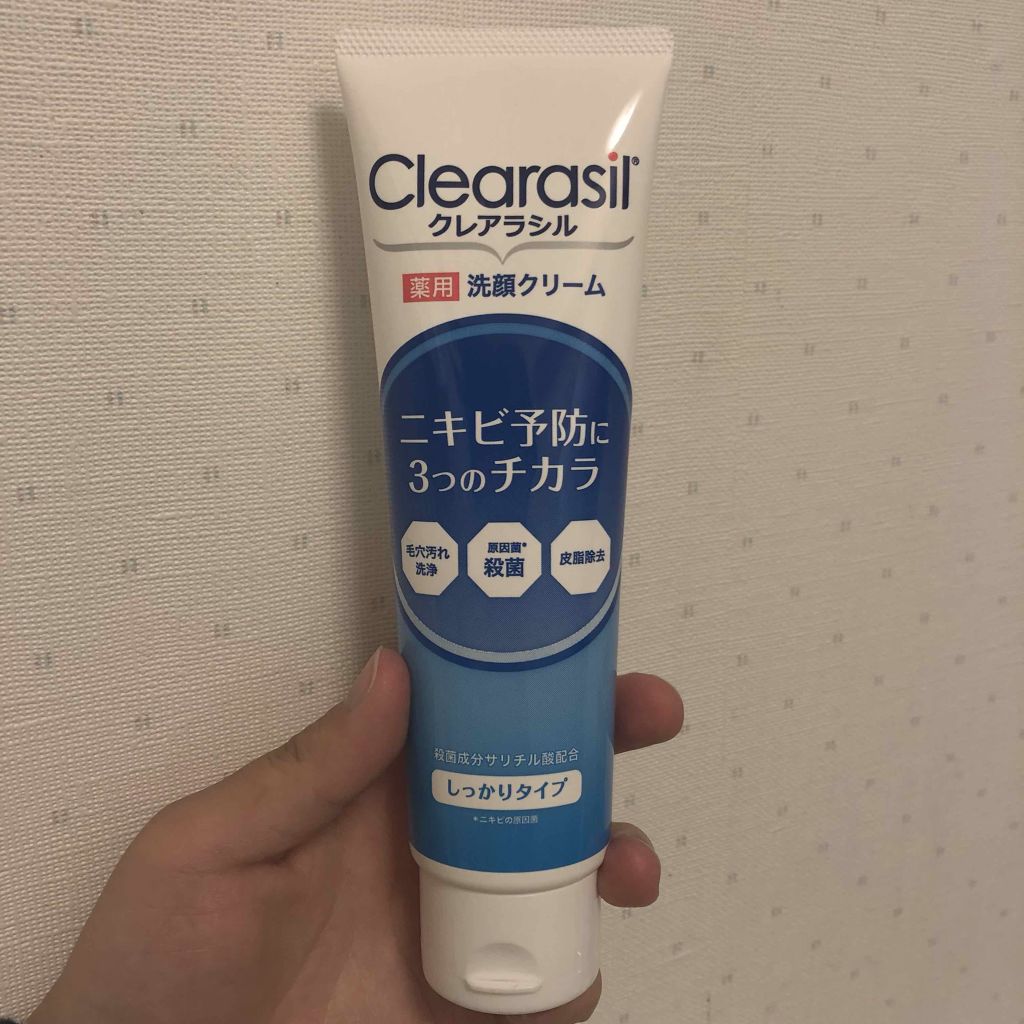 Clearasil®
クレアラシル
薬用 洗顔クリーム
ニキビ予防に
3つのチカラ
毛穴汚れ
洗浄
原因菌*
殺菌
皮脂除去
殺菌成分サリチル酸配合
しっかりタイプ
*ニキビの原因菌